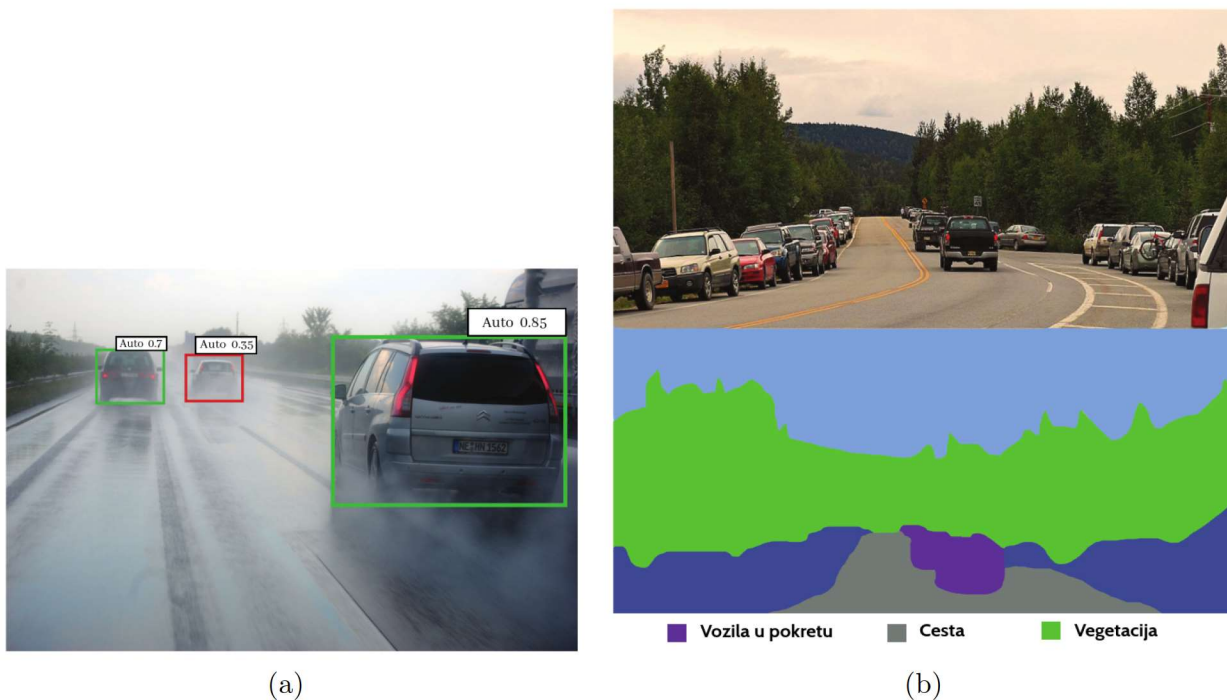 Auto 0.7
Auto 0.35
Auto 0.85
Vozila u pokretu
Cesta
Vegetacija
(a)
(b)